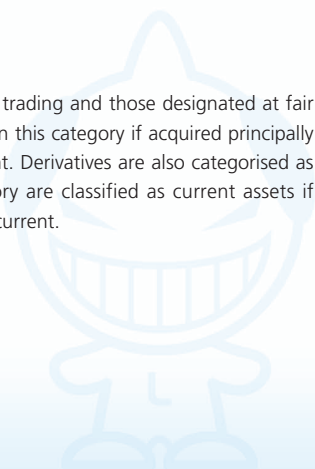 trading and those designated at fair
n this category if acquired principally
t. Derivatives are also categorised as
ry are classified as current assets if
current.
L